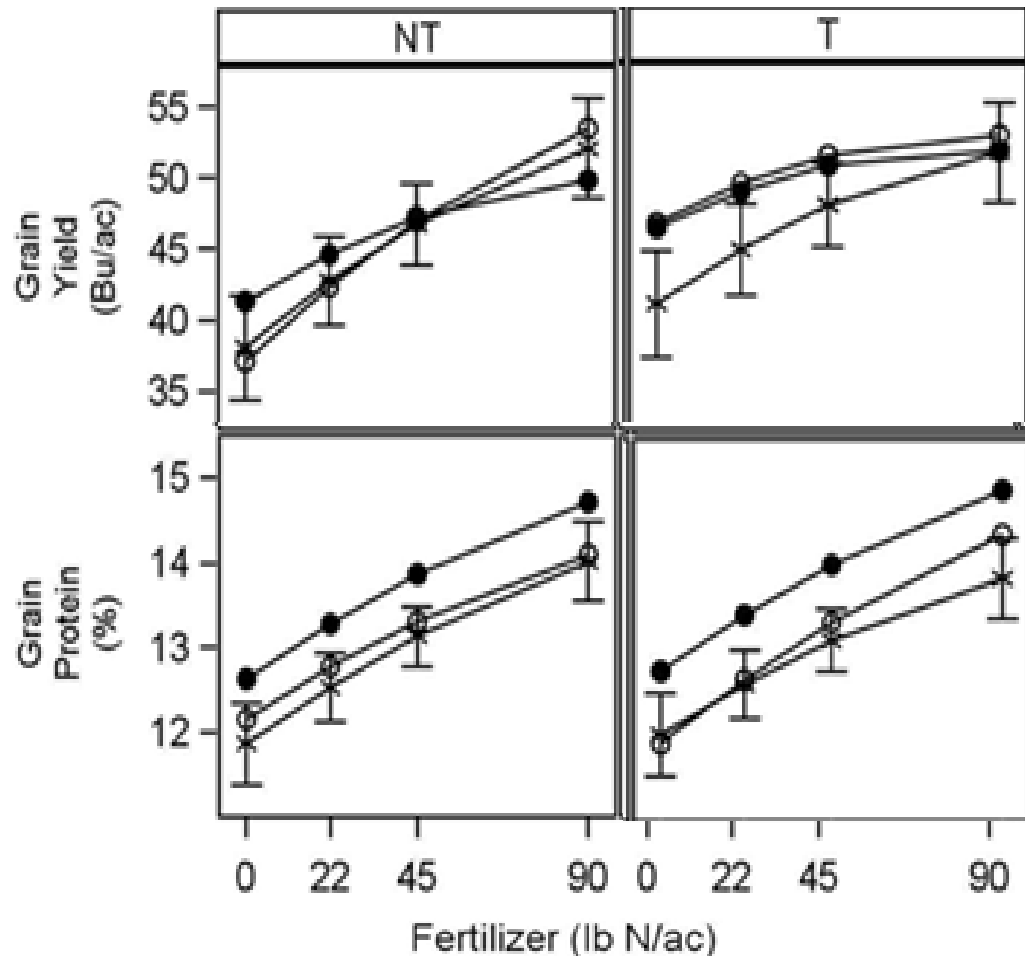 NT
T
Grain
Yield
(Bu/ac)
55
50
45
40
35
Grain
Protein
(%)
15
14
13
12
0 22 45 90
0 22 45 90
Fertilizer (lb N/ac)